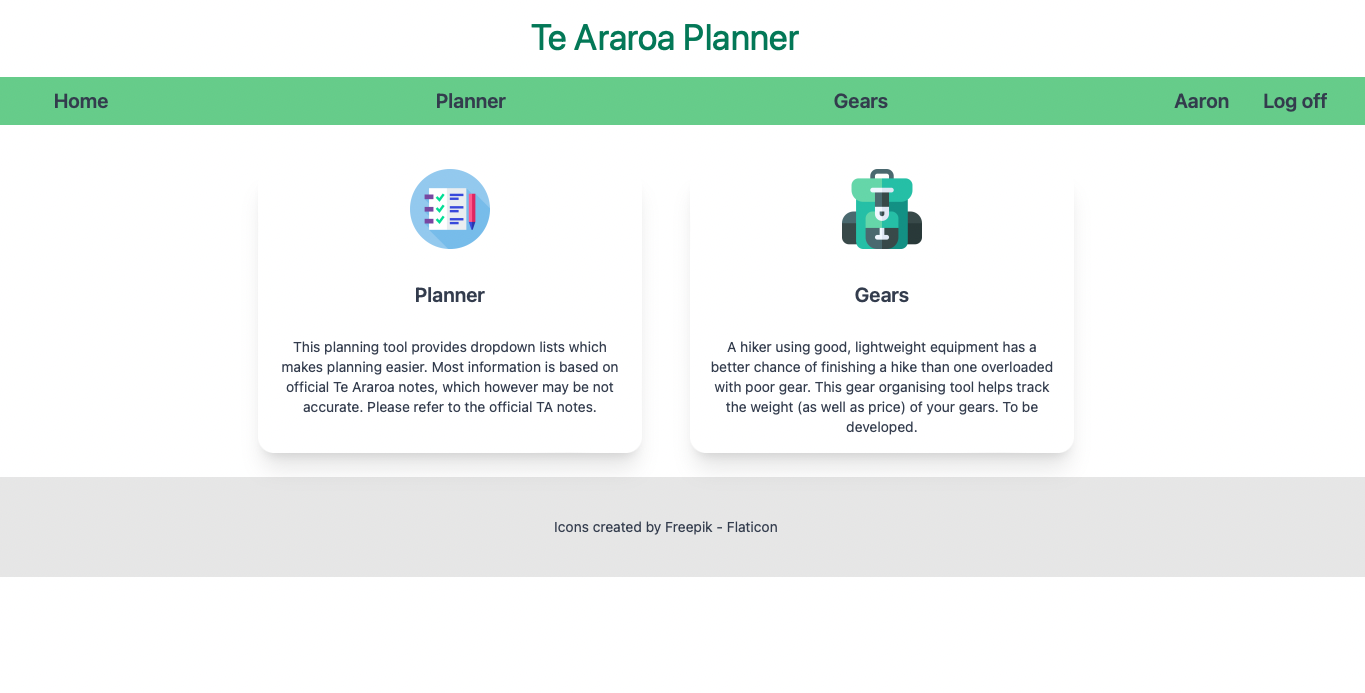 Te Araroa Planner
Home Planner Gears Aaron Log off
Planner
This planning tool provides dropdown lists which
makes planning easier. Most information is based on
official Te Araroa notes, which however may be not
accurate. Please refer to the official TA notes.
Gears
A hiker using good, lightweight equipment has a
better chance of finishing a hike than one overloaded
with poor gear. This gear organising tool helps track
the weight (as well as price) of your gears. To be
developed.
Icons created by Freepik - Flaticon